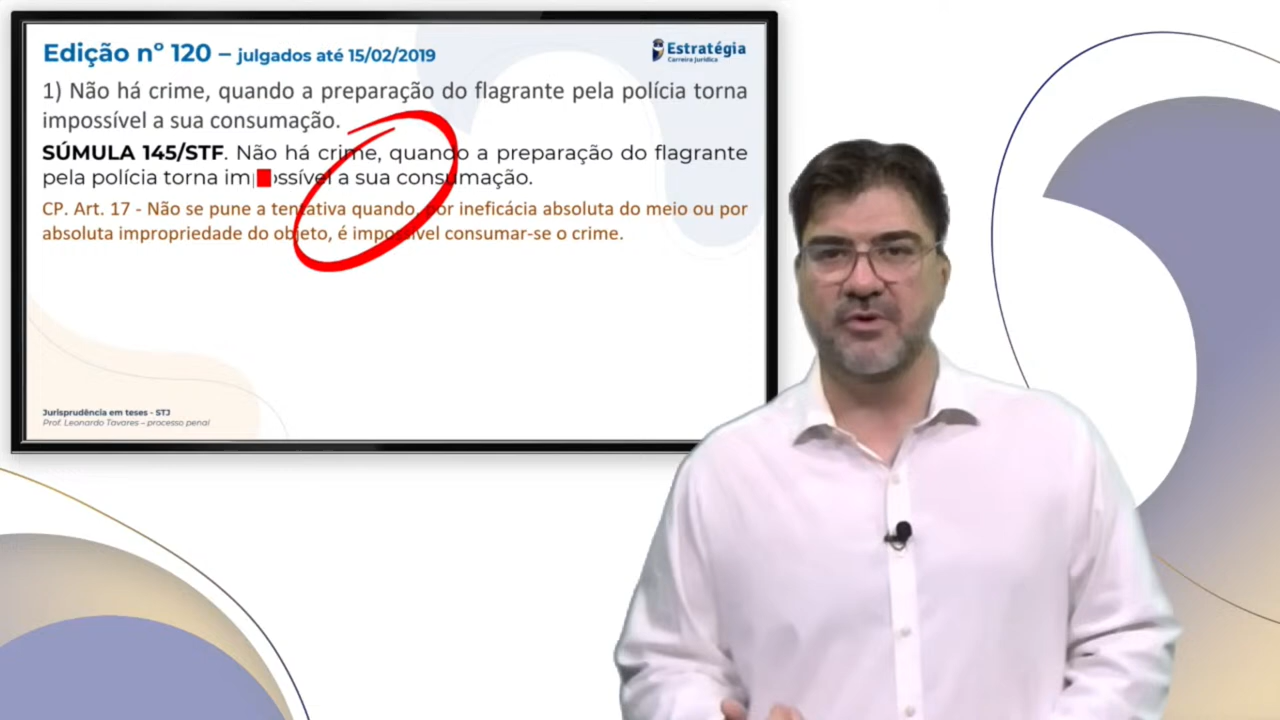 Edição nº 120 – julgados até 15/02/2019
Estratégia
Carreira Jurídica
1) Não há crime, quando a preparação do flagrante pela polícia torna
impossível a sua consumação.
SÚMULA 145/STF. Não há crime, quando a preparação do flagrante
pela polícia torna impossível a sua consumação.
CP. Art. 17 - Não se pune a tentativa quando, por ineficácia absoluta do meio ou por
absoluta impropriedade do objeto, é impossível consumar-se o crime.
Jurisprudência em teses - STJ
Prof. Leonardo Tavares – processo penal